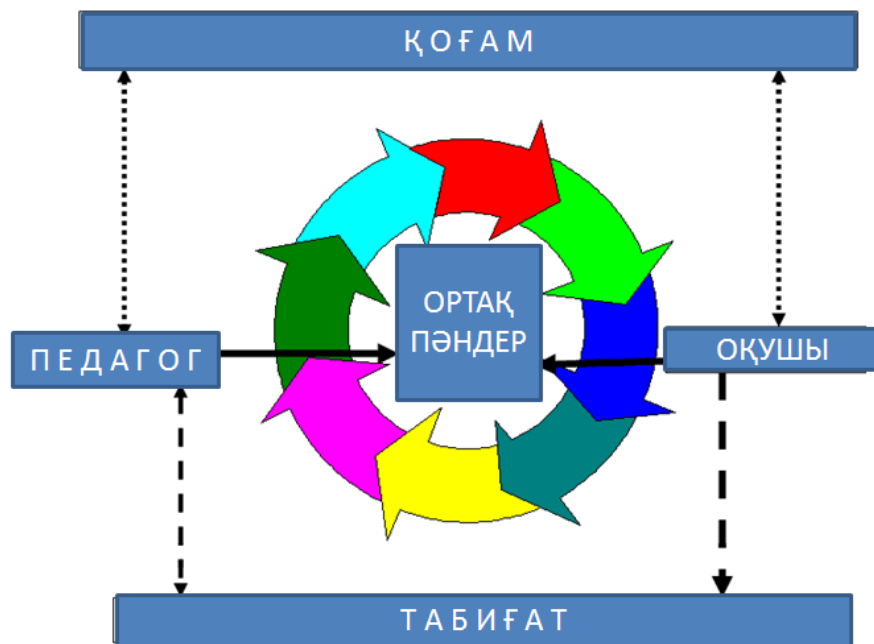 ҚОҒАМ
ОРТАҚ
ПӘНДЕР
ПЕДАГОГ
ОҚУШЫ
ТАБИҒАТ